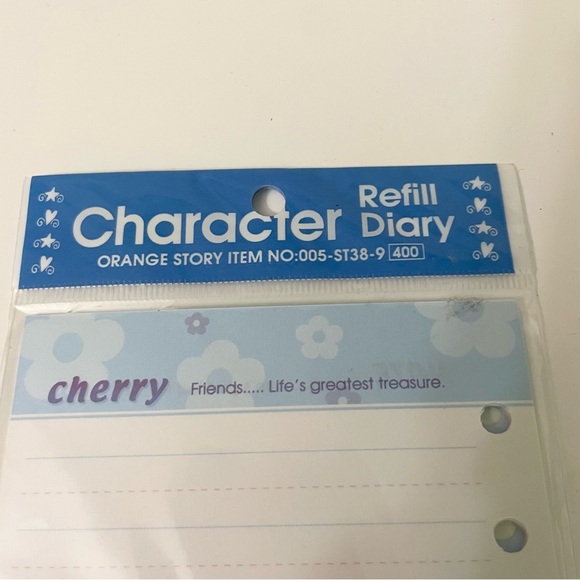 Character Refill Diary
ORANGE STORY ITEM NO:005-ST38-9 400
cherry Friends..... Life's greatest treasure.